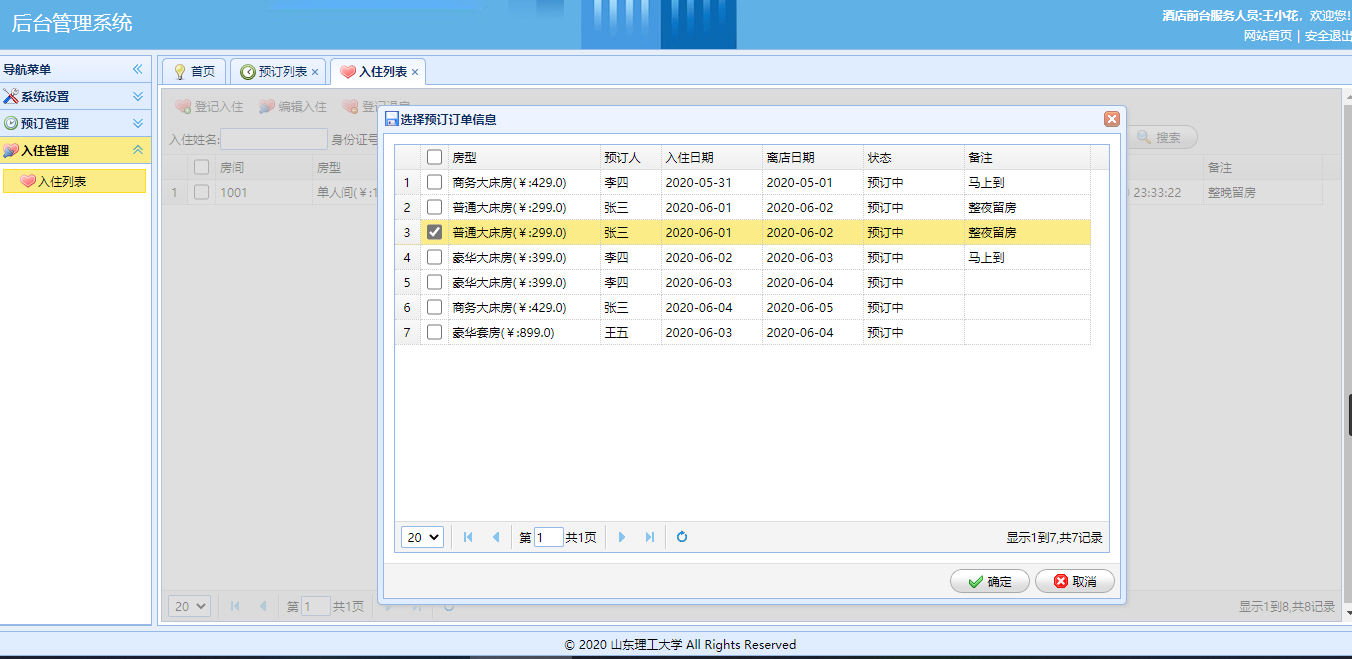 后台管理系统
酒店前台服务人员:王小花，欢迎您!
网站首页 | 安全退出
导航菜单
系统设置
预订管理
入住管理
入住列表
首页 预订列表 入住列表
登记入住 编辑入住 登记退房
入住姓名: 身份证号 搜索
房间 房型 备注
1 1001 单人间(￥:1 23:33:22 整晚留房
选择预订订单信息
房型 预订人 入住日期 离店日期 状态 备注
1 商务大床房(￥:429.0) 李四 2020-05-31 2020-05-01 预订中 马上到
2 普通大床房(￥:299.0) 张三 2020-06-01 2020-06-02 预订中 整夜留房
3 普通大床房(￥:299.0) 张三 2020-06-01 2020-06-02 预订中 整夜留房
4 豪华大床房(￥:399.0) 李四 2020-06-02 2020-06-03 预订中 马上到
5 豪华大床房(￥:399.0) 李四 2020-06-03 2020-06-04 预订中
6 商务大床房(￥:429.0) 张三 2020-06-04 2020-06-05 预订中
7 豪华套房(￥:899.0) 王五 2020-06-03 2020-06-04 预订中
20 第 1 共1页 显示1到7,共7记录
确定 取消
20 第 1 共1页 显示1到8,共8记录
© 2020 山东理工大学 All Rights Reserved